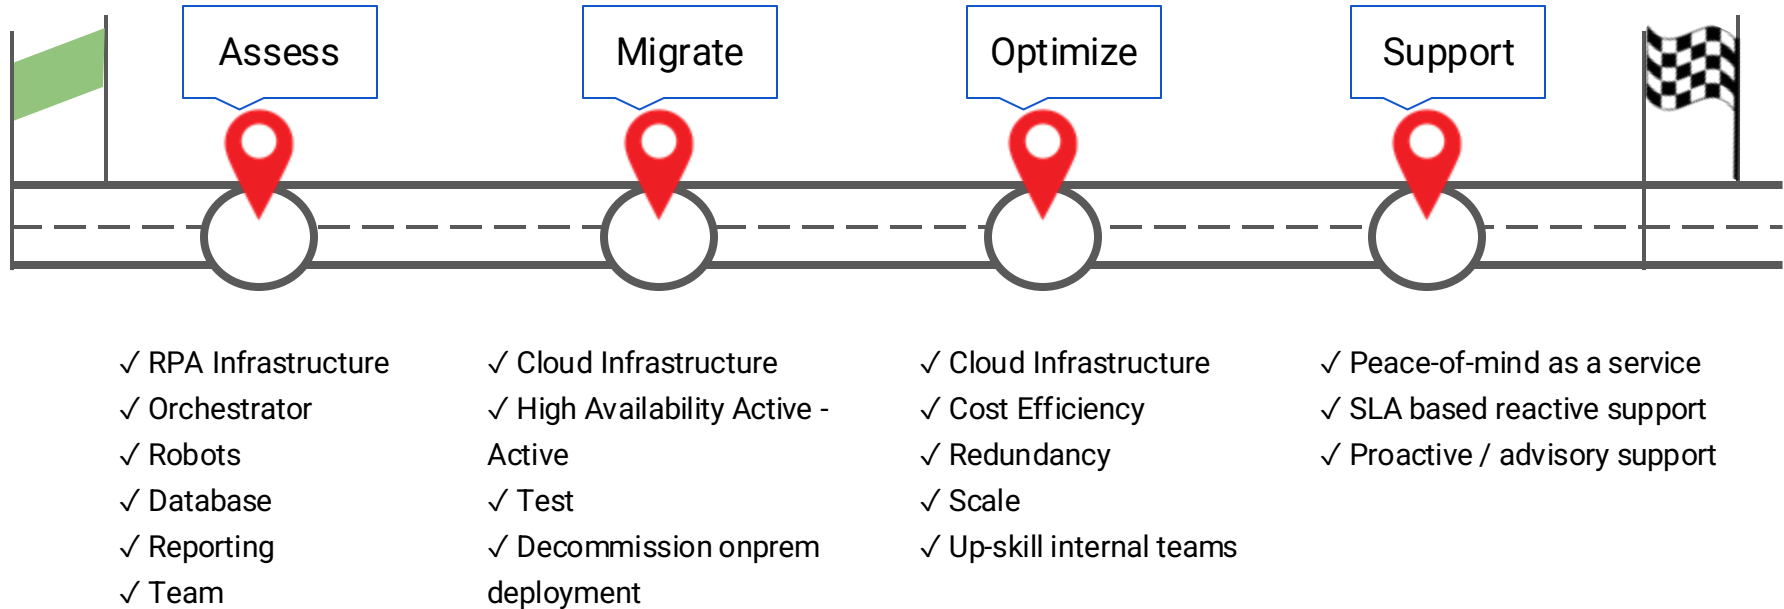 Assess
Migrate
Optimize
Support
✓ RPA Infrastructure
✓ Orchestrator
✓ Robots
✓ Database
✓ Reporting
✓ Team
✓ Cloud Infrastructure
✓ High Availability Active -
Active
✓ Test
✓ Decommission onprem
deployment
✓ Cloud Infrastructure
✓ Cost Efficiency
✓ Redundancy
✓ Scale
✓ Up-skill internal teams
✓ Peace-of-mind as a service
✓ SLA based reactive support
✓ Proactive / advisory support